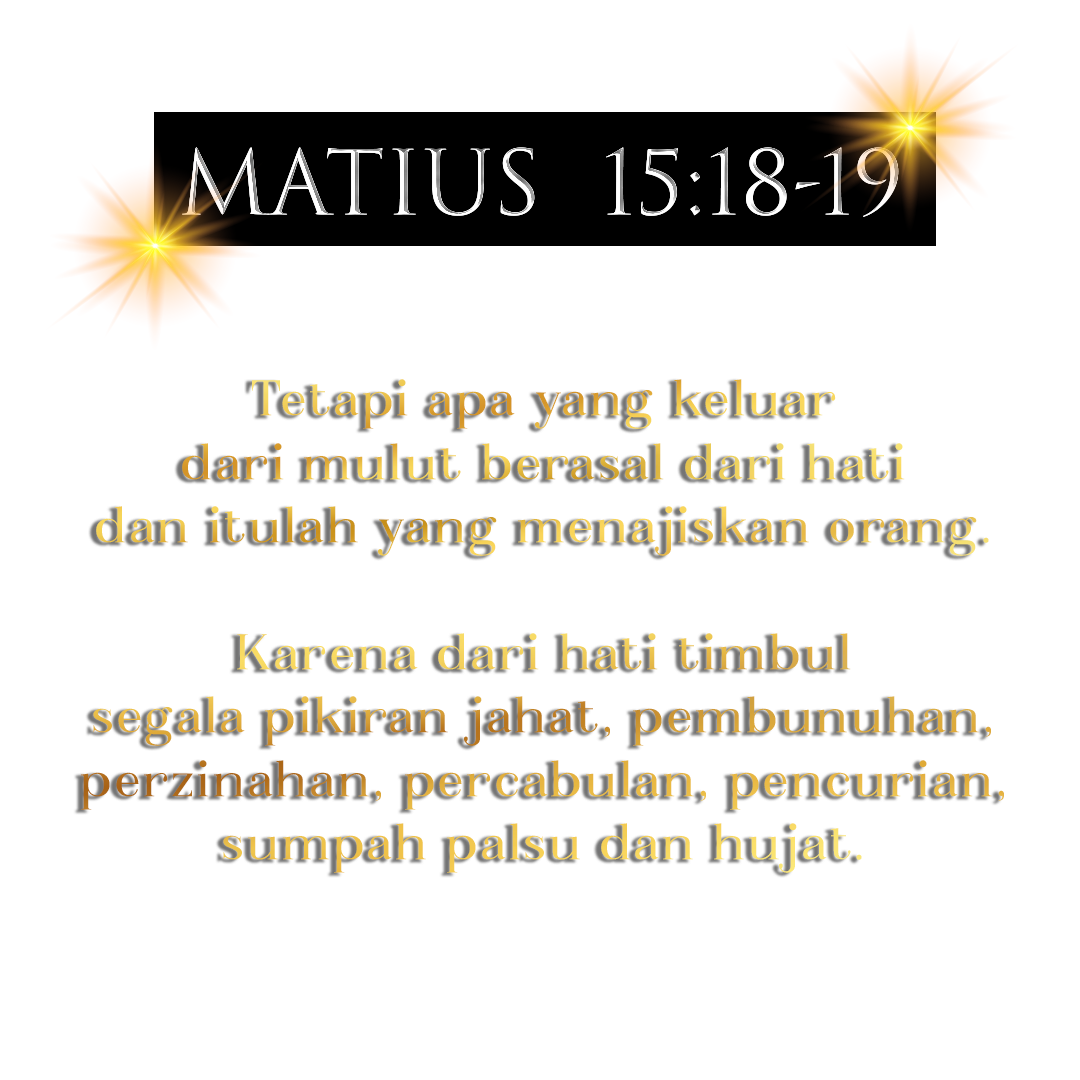 MATIUS 15:18-19
Tetapi apa yang keluar
dari mulut berasal dari hati
dan itulah yang menajiskan orang.
Karena dari hati timbul
segala pikiran jahat, pembunuhan,
perzinahan, percabulan, pencurian,
sumpah palsu dan hujat.